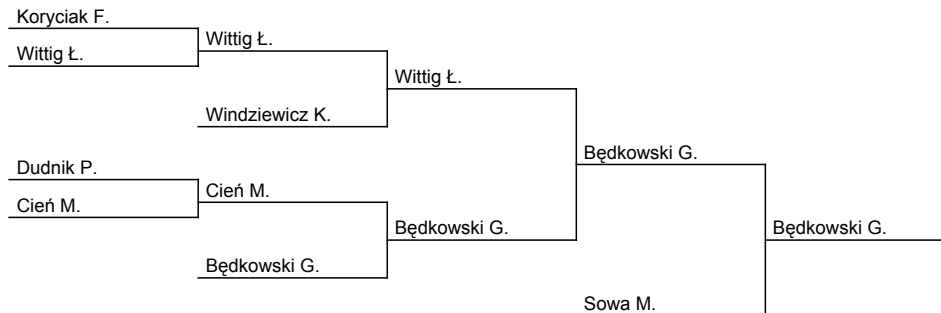 Koryciak F.
Wittig Ł.
Wittig Ł.
Wittig Ł.
Windziewicz K.
Będkowski G.
Dudnik P.
Cień M.
Cień M.
Będkowski G.
Będkowski G.
Będkowski G.
Sowa M.